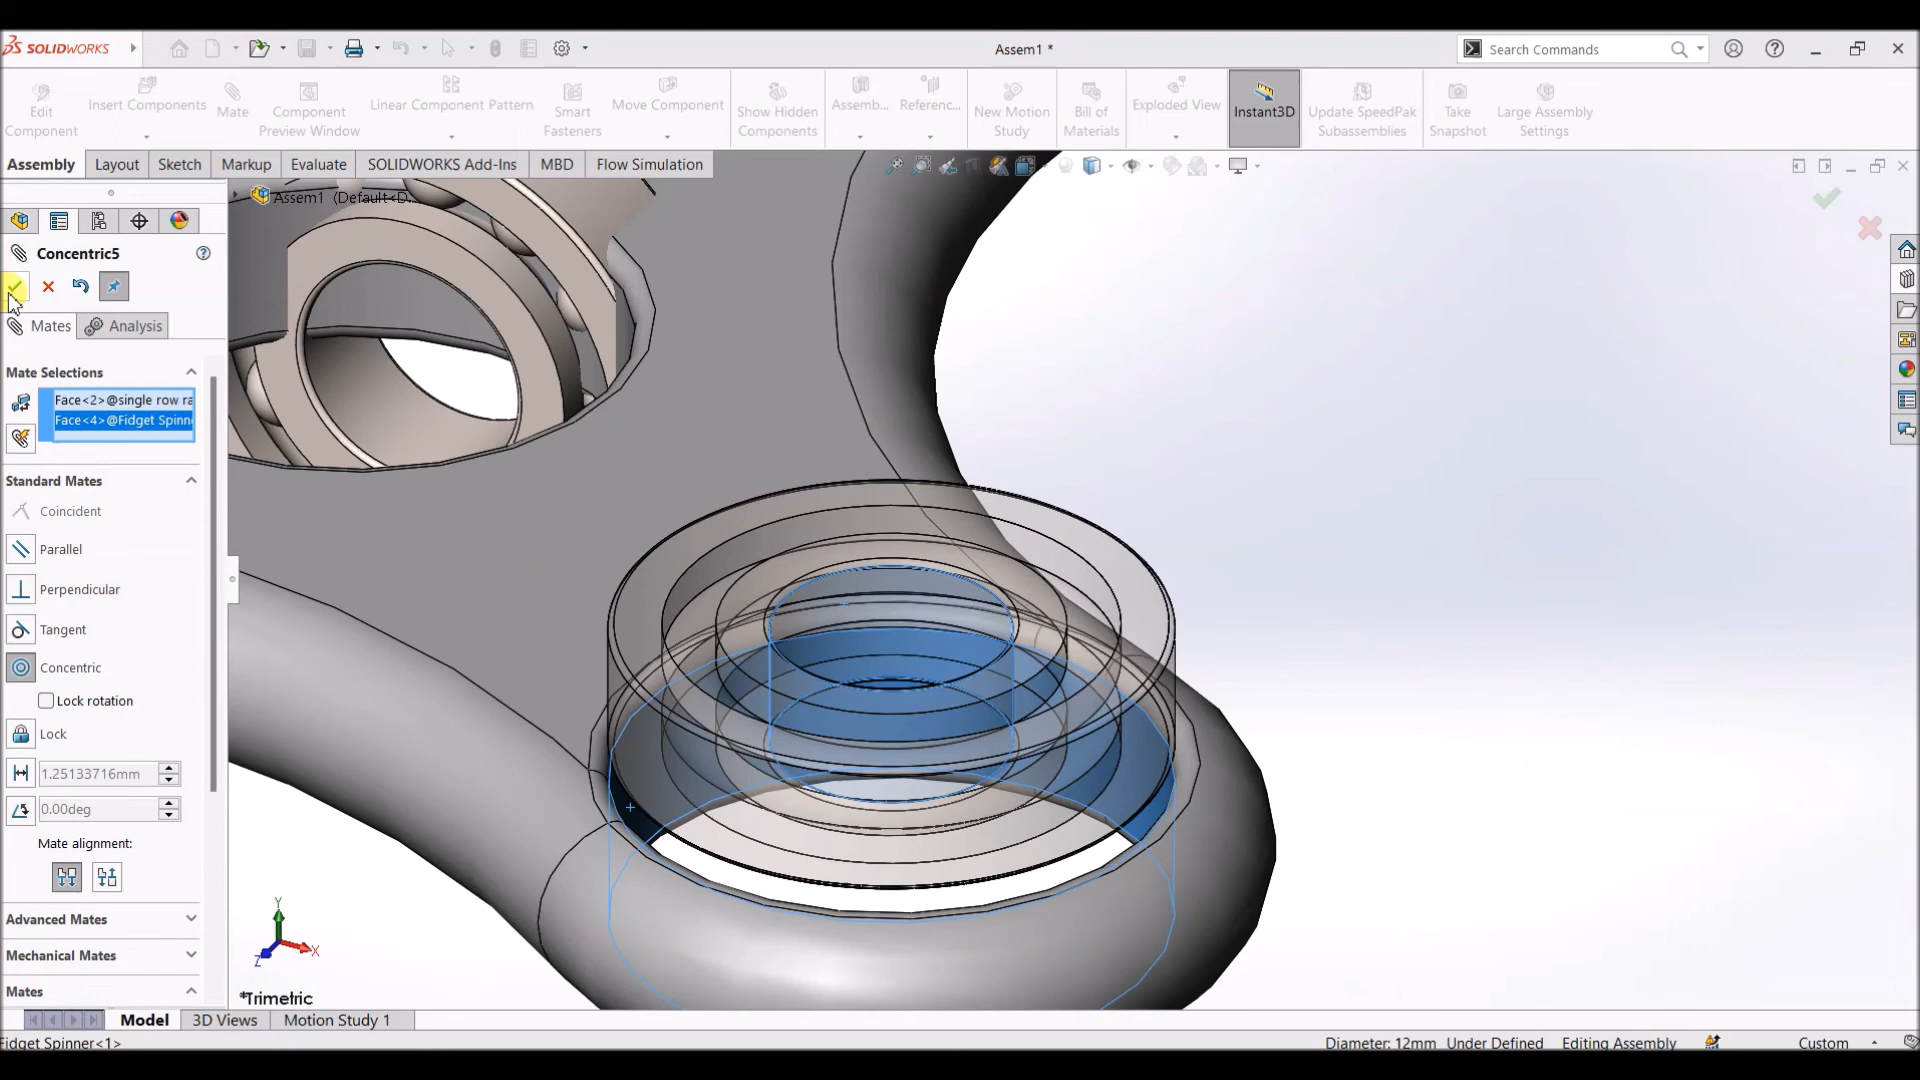 SOLIDWORKS
Assem1 *
Search Commands
Edit
Component
Insert Components
Mate
Component
Preview Window
Linear Component Pattern
Smart
Fasteners
Move Component
Show Hidden
Components
Assemb...
Referenc...
New Motion
Study
Bill of
Materials
Exploded View
Instant3D
Update SpeedPak
Subassemblies
Take
Snapshot
Large Assembly
Settings
Assembly
Layout
Sketch
Markup
Evaluate
SOLIDWORKS Add-Ins
MBD
Flow Simulation
Assem1 (Default<D...
Concentric5
Mates
Analysis
Mate Selections
Face<2>@single row ra
Face<4>@Fidget Spinn
Standard Mates
Coincident
Parallel
Perpendicular
Tangent
Concentric
Lock rotation
Lock
1.25133716mm
0.00deg
Mate alignment:
Advanced Mates
Mechanical Mates
Mates
Y
X
Z
*Trimetric
Model
3D Views
Motion Study 1
Fidget Spinner<1>
Diameter: 12mm
Under Defined
Editing Assembly
Custom